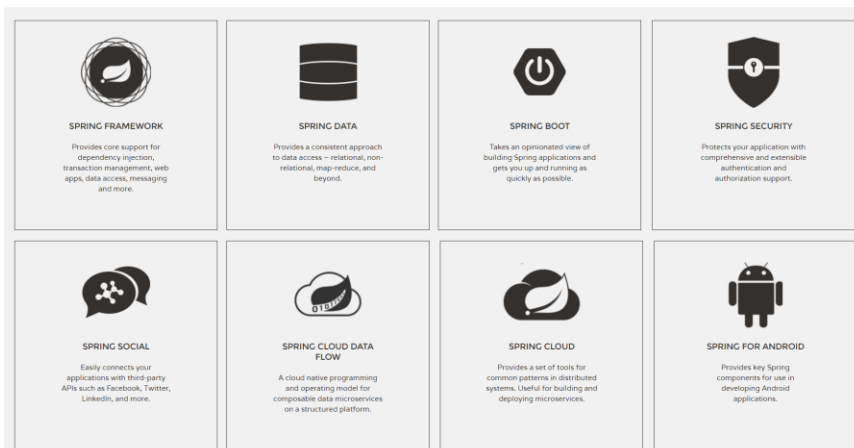 SPRING FRAMEWORK
Provides core support for
dependency injection,
transaction management, web
apps, data access, messaging
and more.
SPRING DATA
Provides a consistent approach
to data access – relational, non-
relational, map-reduce, and
beyond.
SPRING BOOT
Takes an opinionated view of
building Spring applications and
gets you up and running as
quickly as possible.
SPRING SECURITY
Protects your application with
comprehensive and extensible
authentication and
authorization support.
SPRING SOCIAL
Easily connects your
applications with third-party
APIs such as Facebook, Twitter,
LinkedIn, and more.
SPRING CLOUD DATA
FLOW
A cloud native programming
and operating model for
composable data microservices
on a structured platform.
SPRING CLOUD
Provides a set of tools for
common patterns in distributed
systems. Useful for building and
deploying microservices.
SPRING FOR ANDROID
Provides key Spring
components for use in
developing Android
applications.